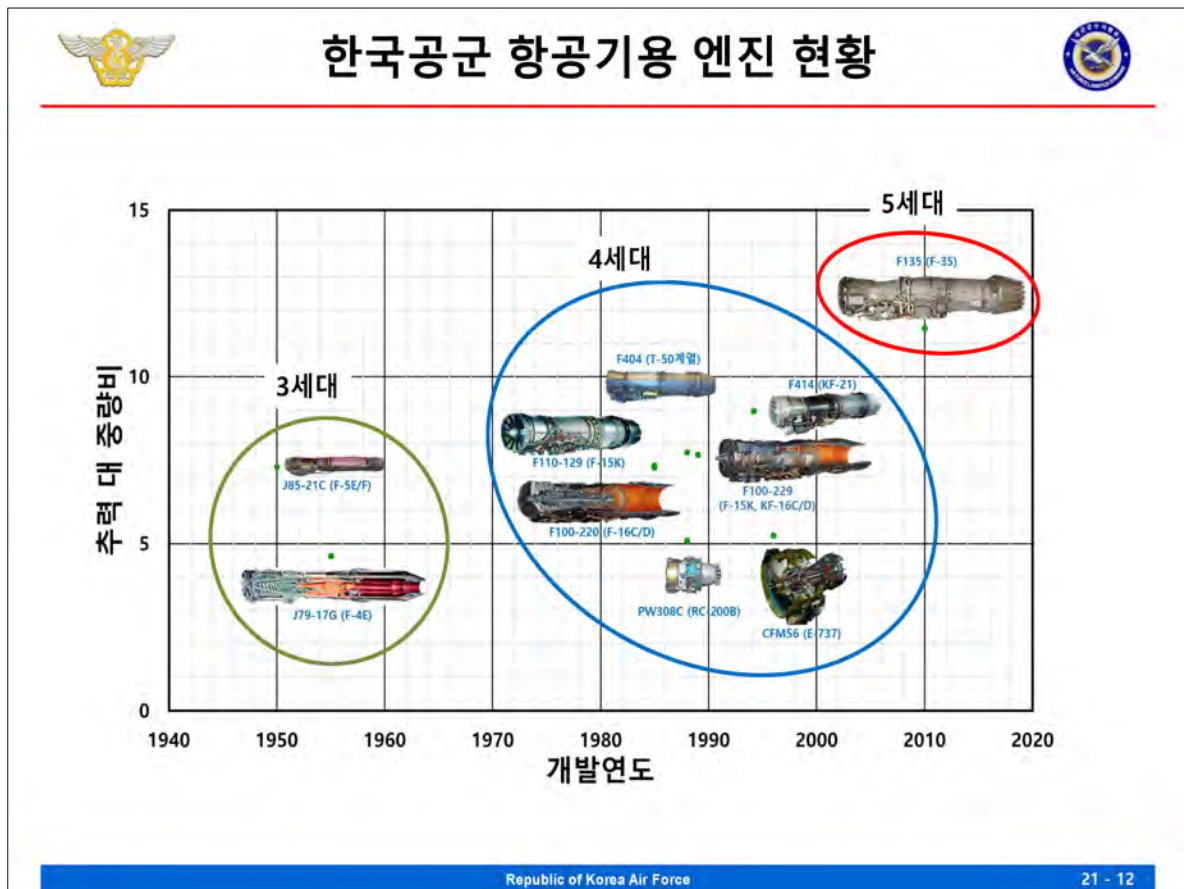 한국공군 항공기용 엔진 현황
5세대
15
F135 (F-35)
4세대
F404 (T-50계열)
10
3세대
F414 (KF-21)
추력 대 중량비
F110-129 (F-15K)
J85-21C (F-5E/F)
F100-229
(F-15K, KF-16C/D)
F100-220 (F-16C/D)
5
J79-17G (F-4E)
PW308C (RC-200B)
CFM56 (E-737)
0
1940 1950 1960 1970 1980 1990 2000 2010 2020
개발연도
Republic of Korea Air Force
21 - 12